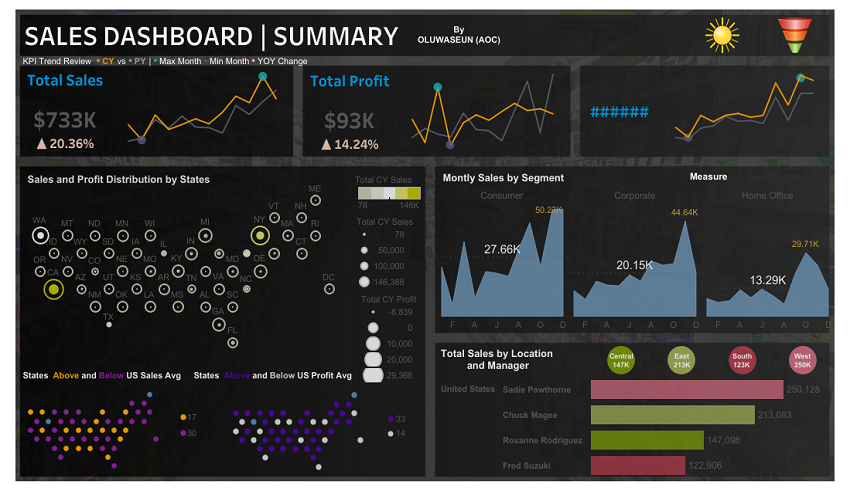 SALES DASHBOARD | SUMMARY
By
OLUWASEUN (AOC)
KPI Trend Review • CY vs • PY | • Max Month • Min Month • YOY Change
Total Sales
$733K
▲ 20.36%
Total Profit
$93K
▲ 14.24%
######
Sales and Profit Distribution by States
ME
VT NH
WA MT ND MN WI MI NY MA RI
ID WY SD IA IL IN MD CT
OR NV CO NE MO KY DE
CA AZ UT KS AR TN VA NC DC
NM OK LA MS AL SC
TX GA
FL
Total CY Sales
78 146K
Total CY Sales
78
50,000
100,000
146,388
Total CY Profit
-8,839
0
10,000
20,000
29,366
States Above and Below US Sales Avg
17
30
States Above and Below US Profit Avg
33
14
Montly Sales by Segment
Measure
Consumer Corporate Home Office
27.66K
20.15K
44.64K
13.29K
29.71K
F A J A O D F A J A O D F A J A O D
Total Sales by Location
and Manager
Central
147K
East
213K
South
123K
West
250K
United States Sadie Pawthorne 250,128
Chuck Magee 213,083
Roxanne Rodriguez 147,098
Fred Suzuki 122,906